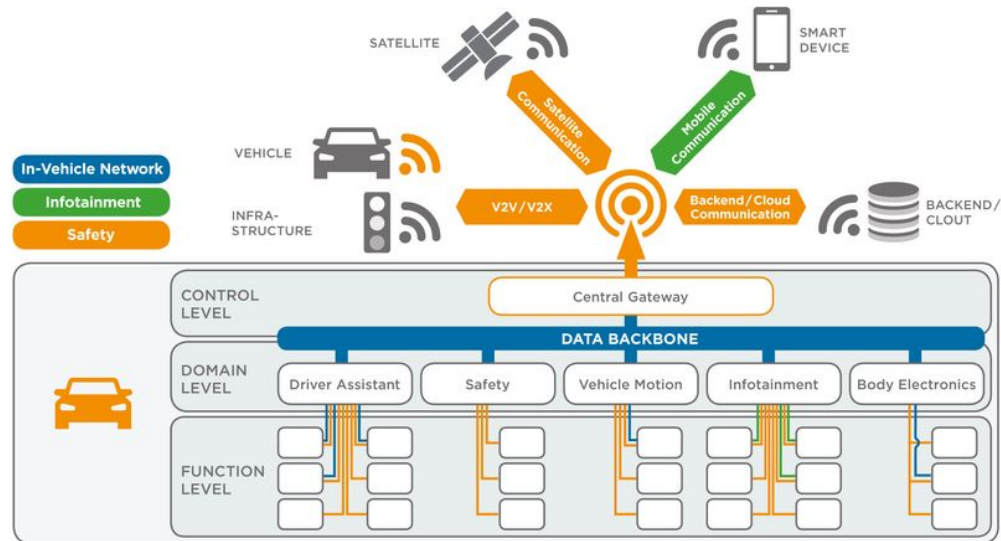 SATELLITE
SMART
DEVICE
Satellite
Communication
Mobile
Communication
VEHICLE
In-Vehicle Network
Infotainment
Safety
INFRA-
STRUCTURE
V2V/V2X
Backend/Cloud
Communication
BACKEND/
CLOUT
CONTROL
LEVEL
Central Gateway
DATA BACKBONE
DOMAIN
LEVEL
Driver Assistant
Safety
Vehicle Motion
Infotainment
Body Electronics
FUNCTION
LEVEL